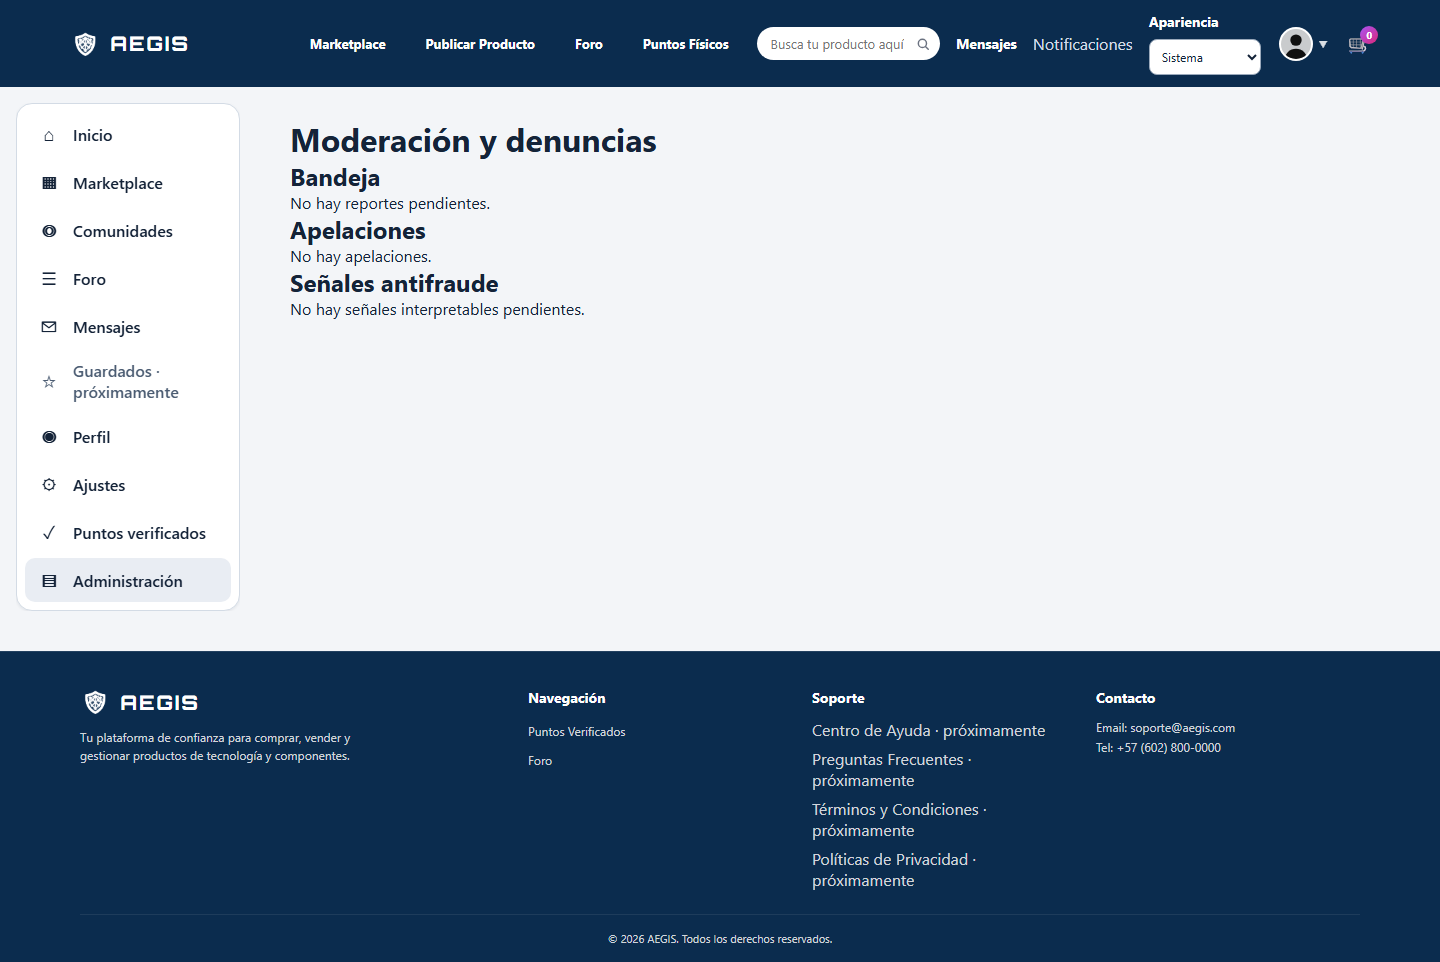 AEGIS
Marketplace
Publicar Producto
Foro
Puntos Físicos
Busca tu producto aquí
Mensajes
Notificaciones
Apariencia
Sistema
0
Inicio
Marketplace
Comunidades
Foro
Mensajes
Guardados ·
próximamente
Perfil
Ajustes
Puntos verificados
Administración
Moderación y denuncias
Bandeja
No hay reportes pendientes.
Apelaciones
No hay apelaciones.
Señales antifraude
No hay señales interpretables pendientes.
AEGIS
Tu plataforma de confianza para comprar, vender y
gestionar productos de tecnología y componentes.
Navegación
Puntos Verificados
Foro
Soporte
Centro de Ayuda · próximamente
Preguntas Frecuentes ·
próximamente
Términos y Condiciones ·
próximamente
Políticas de Privacidad ·
próximamente
Contacto
Email: soporte@aegis.com
Tel: +57 (602) 800-0000
© 2026 AEGIS. Todos los derechos reservados.